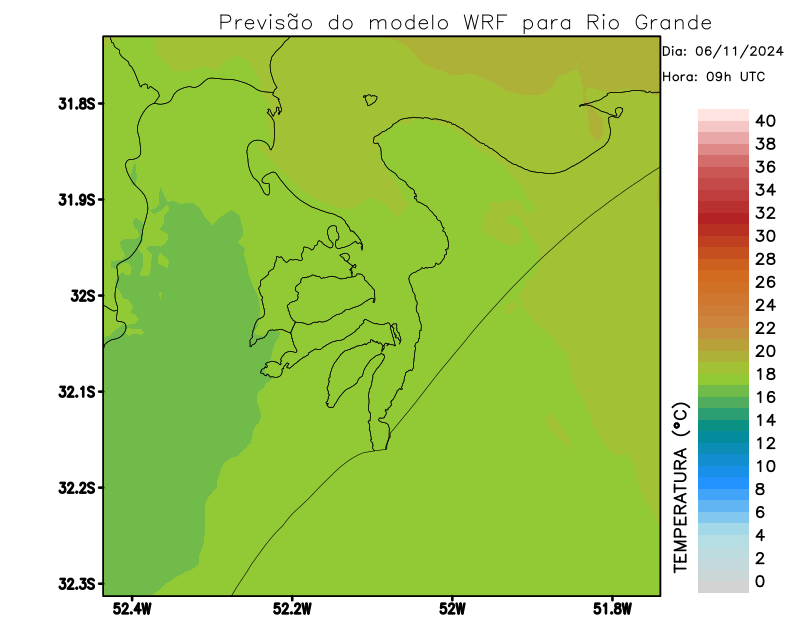 Previsão do modelo WRF para Rio Grande
Dia: 06/11/2024
Hora: 09h UTC
31.8S
31.9S
32S
32.1S
32.2S
32.3S
52.4W
52.2W
52W
51.8W
40
38
36
34
32
30
28
26
24
22
20
18
16
14
12
10
8
6
4
2
0
TEMPERATURA (°C)